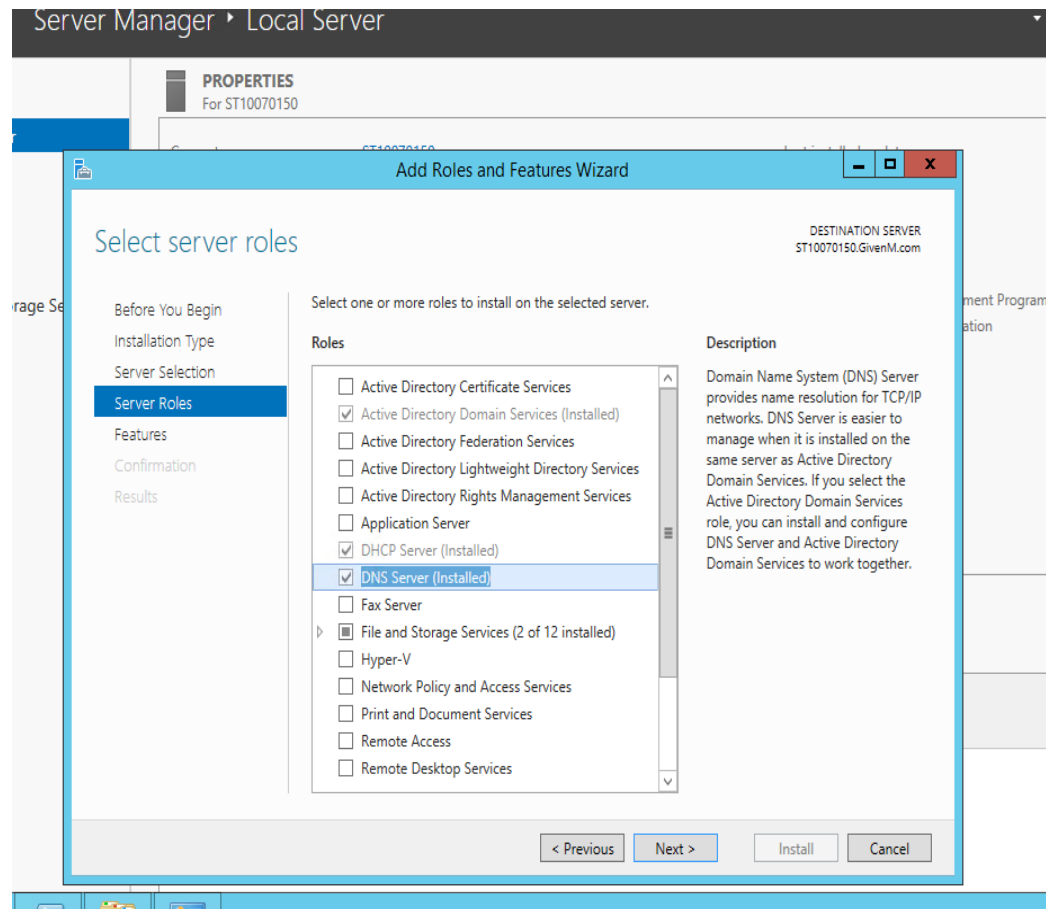 Server Manager ‣ Local Server
PROPERTIES
For ST10070150
ST10070150
Add Roles and Features Wizard
Select server roles
DESTINATION SERVER
ST10070150.GivenM.com
Before You Begin
Installation Type
Server Selection
Server Roles
Features
Confirmation
Results
Select one or more roles to install on the selected server.
Roles
Active Directory Certificate Services
Active Directory Domain Services (Installed)
Active Directory Federation Services
Active Directory Lightweight Directory Services
Active Directory Rights Management Services
Application Server
DHCP Server (Installed)
DNS Server (Installed)
Fax Server
File and Storage Services (2 of 12 installed)
Hyper-V
Network Policy and Access Services
Print and Document Services
Remote Access
Remote Desktop Services
Description
Domain Name System (DNS) Server
provides name resolution for TCP/IP
networks. DNS Server is easier to
manage when it is installed on the
same server as Active Directory
Domain Services. If you select the
Active Directory Domain Services
role, you can install and configure
DNS Server and Active Directory
Domain Services to work together.
< Previous
Next >
Install
Cancel
rage Se
ment Program
ation